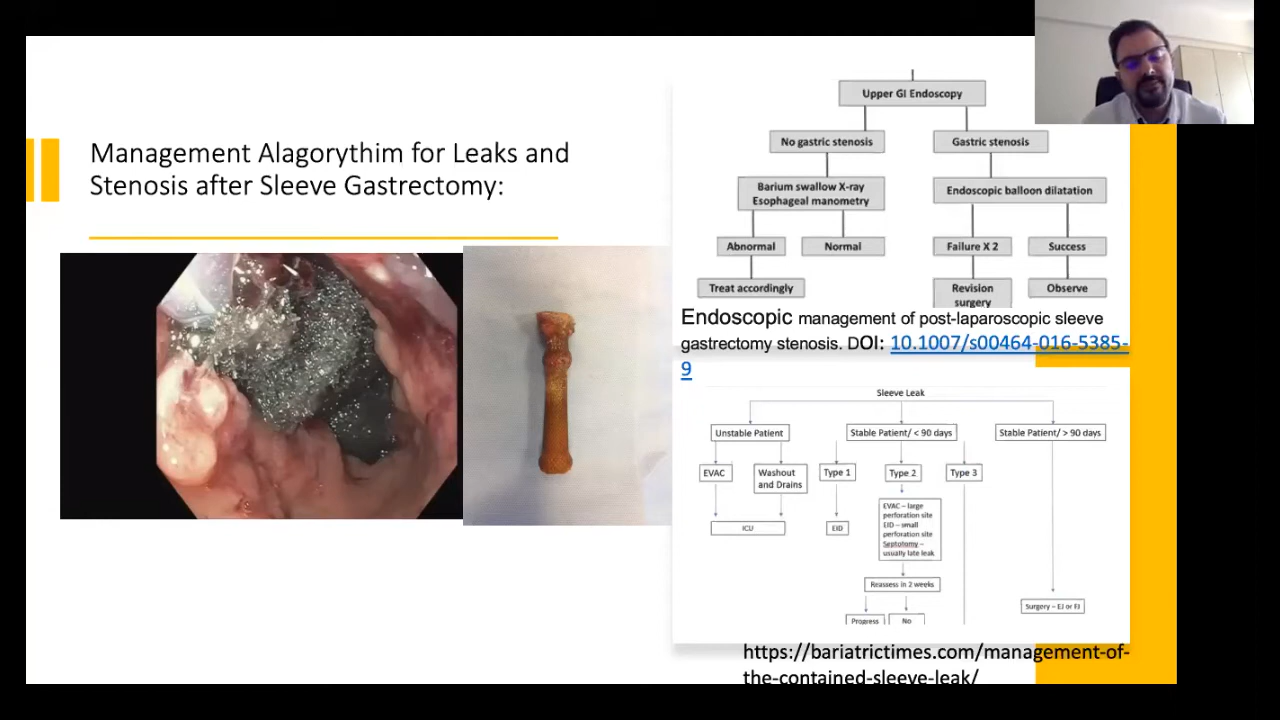 Management Alagorythim for Leaks and
Stenosis after Sleeve Gastrectomy:
Upper GI Endoscopy
No gastric stenosis
Gastric stenosis
Barium swallow X-ray
Esophageal manometry
Endoscopic balloon dilatation
Abnormal
Normal
Failure X 2
Success
Treat accordingly
Revision
surgery
Observe
Endoscopic management of post-laparoscopic sleeve
gastrectomy stenosis. DOI: 10.1007/s00464-016-5385-
9
Sleeve Leak
Unstable Patient
Stable Patient/ < 90 days
Stable Patient/ > 90 days
EVAC
Washout
and Drains
Type 1
Type 2
Type 3
ICU
EID
EVAC – large
perforation site
EID – small
perforation site
Septotomy –
usually late leak
Reassess in 2 weeks
Surgery – EJ or FJ
Progress
No
https://bariatrictimes.com/management-of-
the-contained-sleeve-leak/